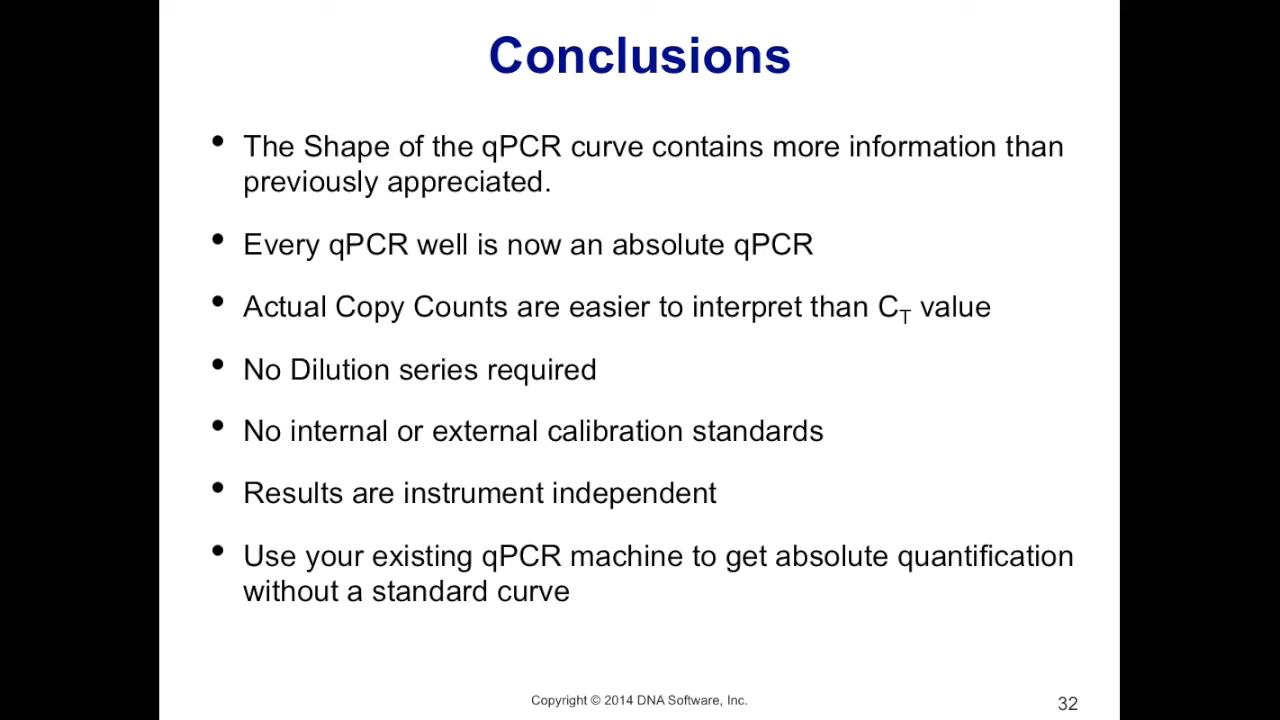 Conclusions
• The Shape of the qPCR curve contains more information than
previously appreciated.
• Every qPCR well is now an absolute qPCR
• Actual Copy Counts are easier to interpret than CT value
• No Dilution series required
• No internal or external calibration standards
• Results are instrument independent
• Use your existing qPCR machine to get absolute quantification
without a standard curve
Copyright © 2014 DNA Software, Inc.
32